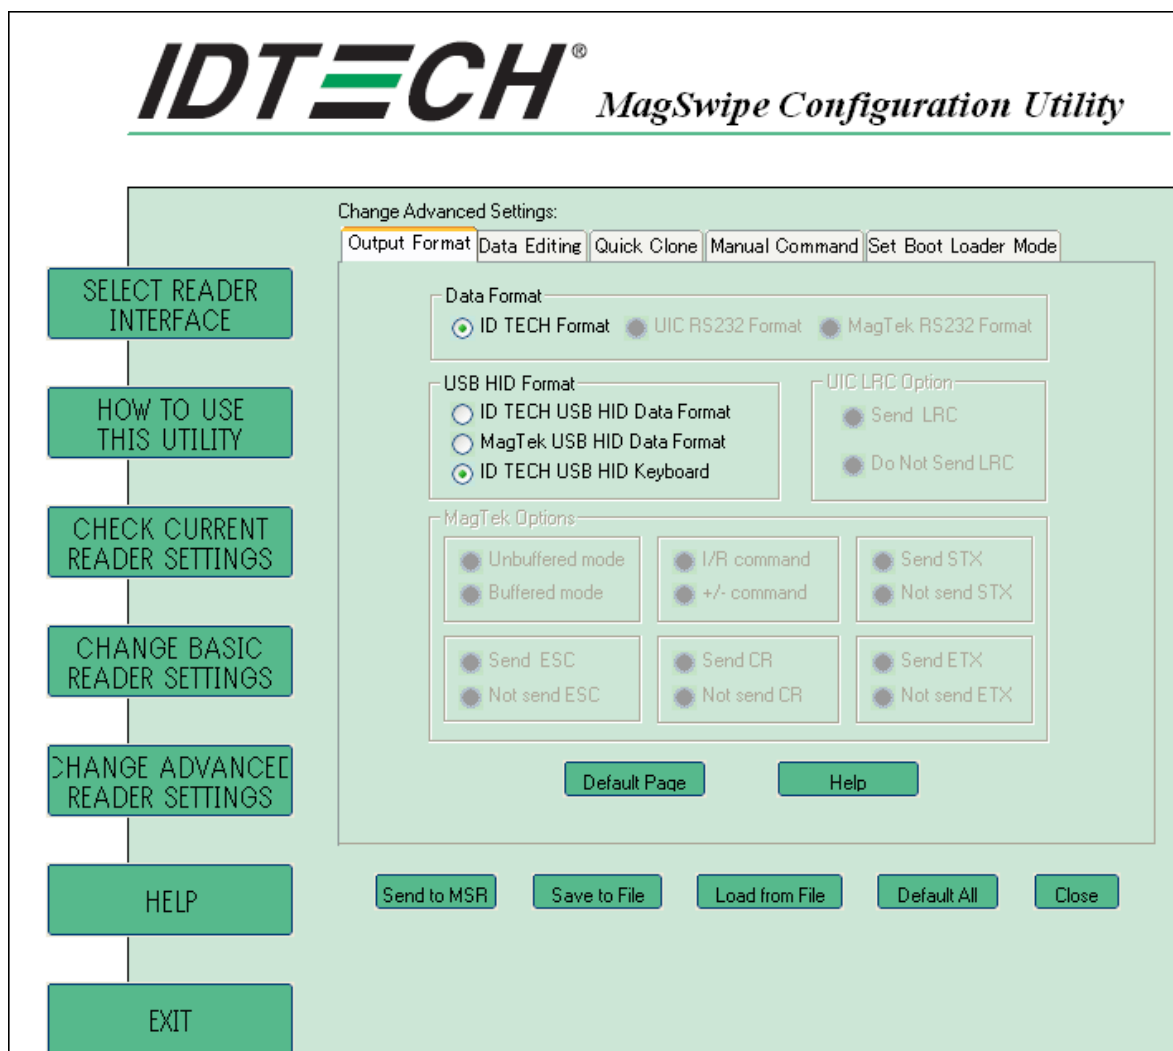 IDTECH®
MagSwipe Configuration Utility
Change Advanced Settings:
Output Format Data Editing Quick Clone Manual Command Set Boot Loader Mode
SELECT READER
INTERFACE
HOW TO USE
THIS UTILITY
CHECK CURRENT
READER SETTINGS
CHANGE BASIC
READER SETTINGS
CHANGE ADVANCED
READER SETTINGS
HELP
EXIT
Data Format
ID TECH Format UIC RS232 Format MagTek RS232 Format
USB HID Format
ID TECH USB HID Data Format
MagTek USB HID Data Format
ID TECH USB HID Keyboard
UIC LRC Option
Send LRC
Do Not Send LRC
MagTek Options
Unbuffered mode
Buffered mode
I/R command
+/- command
Send STX
Not send STX
Send ESC
Not send ESC
Send CR
Not send CR
Send ETX
Not send ETX
Default Page Help
Send to MSR Save to File Load from File Default All Close